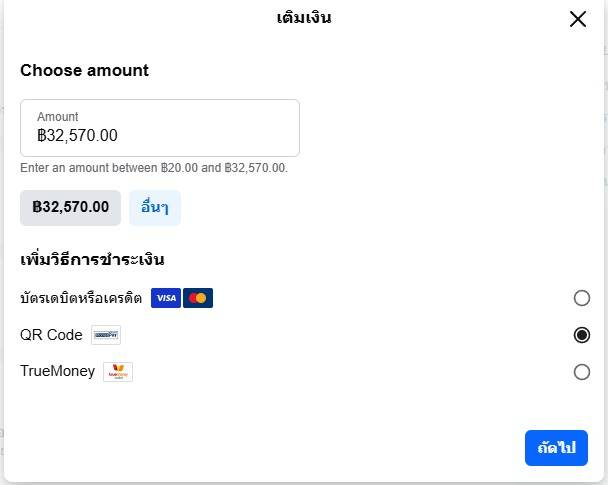 เติมเงิน
Choose amount
Amount
฿32,570.00
Enter an amount between ฿20.00 and ฿32,570.00.
฿32,570.00 อื่นๆ
เพิ่มวิธีการชำระเงิน
บัตรเดบิตหรือเครดิต VISA
QR Code
TrueMoney truemoney
ถัดไป